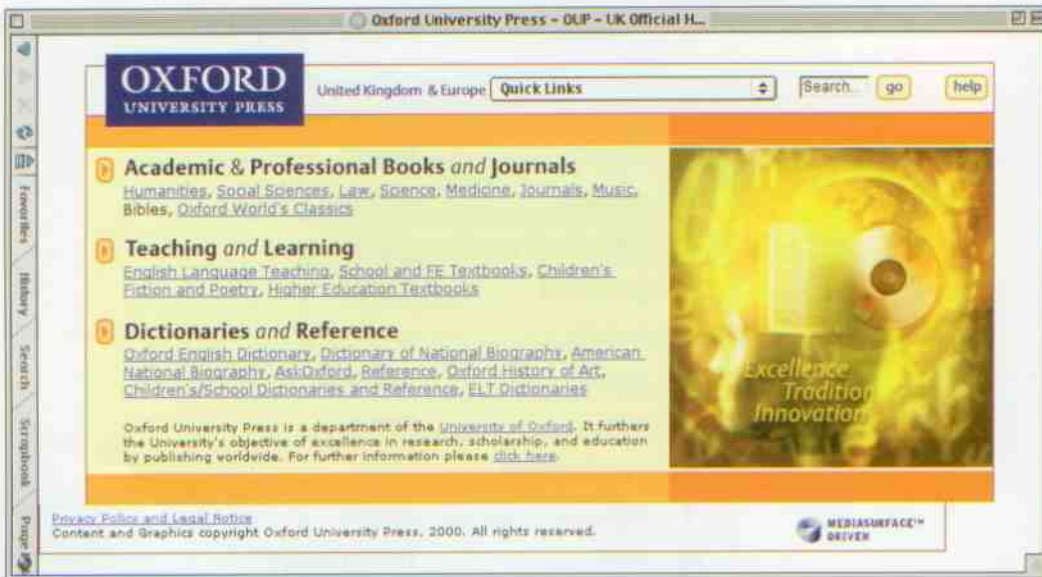 Oxford University Press – OUP – UK Official H...
OXFORD
UNIVERSITY PRESS
United Kingdom & Europe
Quick Links
Search...
go
help
Academic & Professional Books and Journals
Humanities, Social Spences, Law, Science, Medicine, Journals, Music,
Bibles, Oxford World's Classics
Teaching and Learning
English Language Teaching, School and FE Textbooks, Children's
Fiction and Poetry, Higher Education Textbooks
Dictionaries and Reference
Oxford English Dictionary, Dictionary of National Biography, American
National Biography, AskOxford, Reference, Oxford History of Art,
Children's/School Dictionaries and Reference, ELT Dictionaries
Oxford University Press is a department of the University of Oxford. It furthers
the University's objective of excellence in research, scholarship, and education
by publishing worldwide. For further information please click here.
Excellence
Tradition
Innovation
Favorites
History
Search
Scrapbook
Page
Privacy Policy and Legal Notice
Content and Graphics copyright Oxford University Press, 2000. All rights reserved.
MEDIASURFACE™
DRIVEN